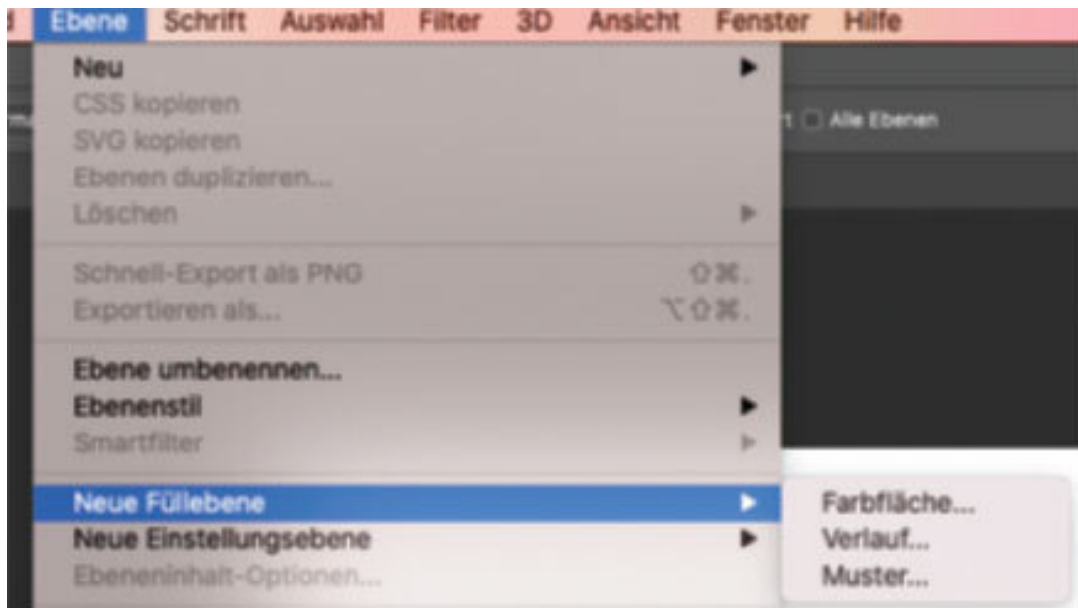 Ebene Schrift Auswahl Filter 3D Ansicht Fenster Hilfe
Neu
CSS kopieren
SVG kopieren
Alle Ebenen
Ebenen duplizieren...
Löschen
Schnell-Export als PNG ⇧⌘.
Exportieren als... ⌥⇧⌘.
Ebene umbenennen...
Ebenenstil
Smartfilter
Neue Füllebene
Farbfläche...
Neue Einstellungsebene
Verlauf...
Ebeneninhalt-Optionen...
Muster...